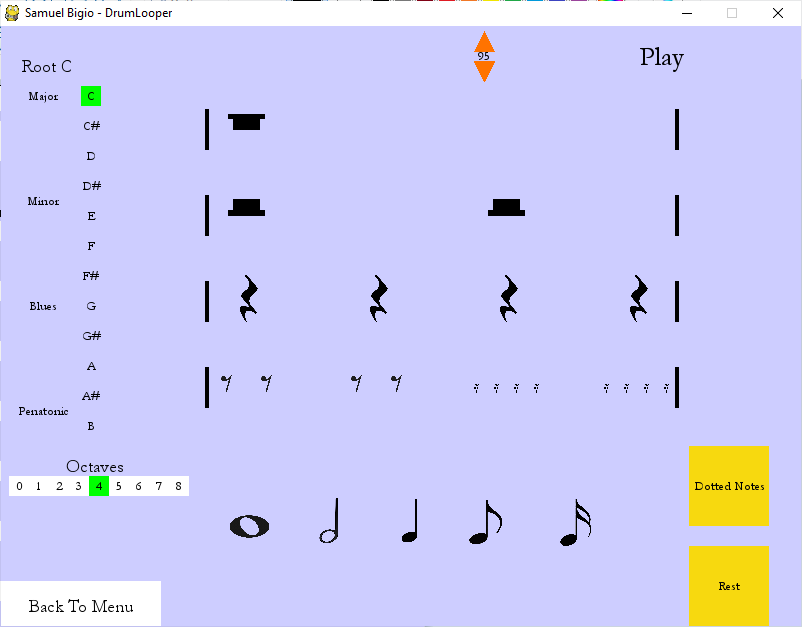 Samuel Bigio - DrumLooper
95
Play
Root C
Major
C
C#
D
D#
Minor
E
F
F#
Blues
G
G#
A
A#
Penatonic
B
Octaves
0 1 2 3 4 5 6 7 8
Dotted Notes
Rest
Back To Menu